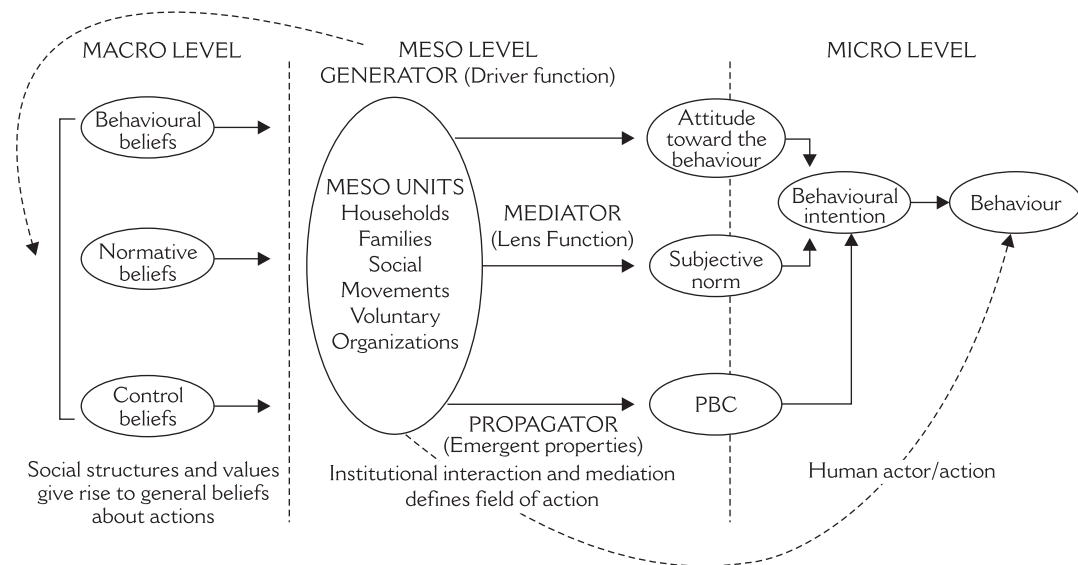 MACRO LEVEL
Behavioural
beliefs
Normative
beliefs
Control
beliefs
Social structures and values
give rise to general beliefs
about actions
MESO LEVEL
GENERATOR (Driver function)
MESO UNITS
Households
Families
Social
Movements
Voluntary
Organizations
MEDIATOR
(Lens Function)
PROPAGATOR
(Emergent properties)
Institutional interaction and mediation
defines field of action
MICRO LEVEL
Attitude
toward the
behaviour
Subjective
norm
PBC
Behavioural
intention
Behaviour
Human actor/action